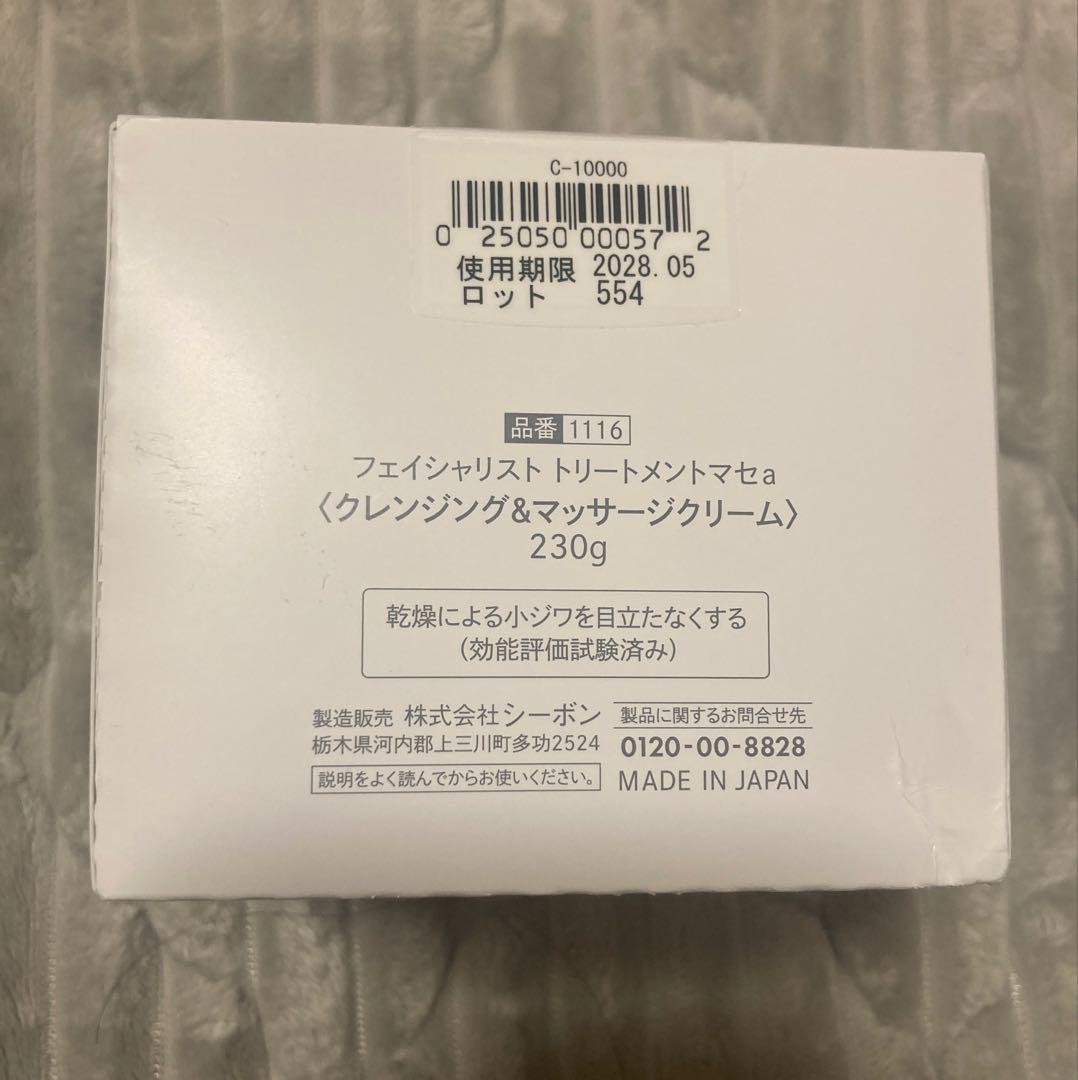 C-10000
0 25050 00057 2
使用期限 2028.05
ロット 554
品番 1116
フェイシャリスト トリートメントマセa
〈クレンジング&マッサージクリーム〉
230g
乾燥による小ジワを目立たなくする
(効能評価試験済み)
製造販売 株式会社シーボン
栃木県河内郡上三川町多功2524
説明をよく読んでからお使いください。
製品に関するお問合せ先
0120-00-8828
MADE IN JAPAN